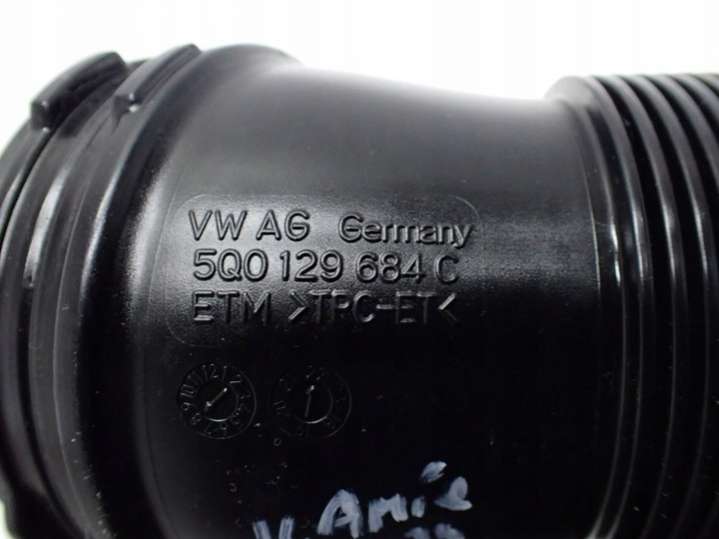 VW AG Germany
5Q0 129 684 C
ETM >TPC-ET<